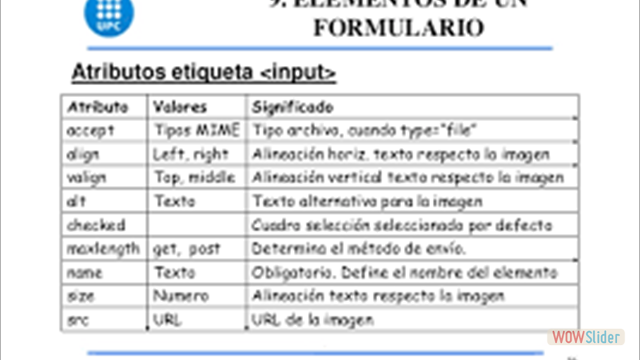 9. ELEMENTOS DE UN
FORMULARIO
UPC
Atributos etiqueta <input>
Atributo Valores Significado
accept Tipos MIME Tipo archivo, cuando type="file"
align Left, right Alineación horiz. texto respecto la imagen
valign Top, middle Alineación vertical texto respecto la imagen
alt Texto Texto alternativo para la imagen
checked Cuadro selección seleccionada por defecto
maxlength get, post Determina el método de envío.
name Texto Obligatorio. Define el nombre del elemento
size Numero Alineación texto respecto la imagen
src URL URL de la imagen
WOWSlider